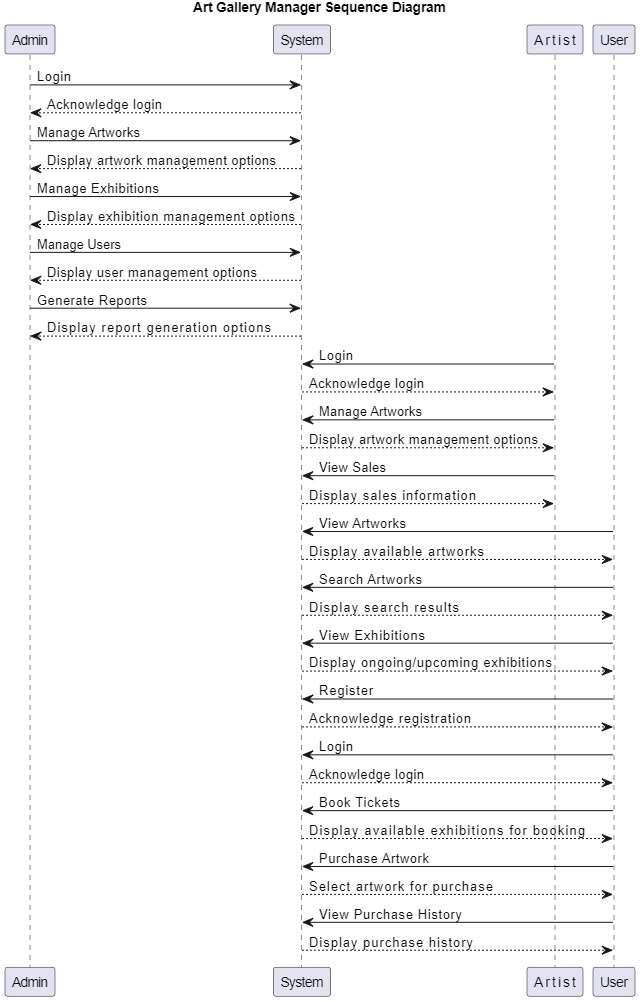 Art Gallery Manager Sequence Diagram
Admin System Artist User
Login
Acknowledge login
Manage Artworks
Display artwork management options
Manage Exhibitions
Display exhibition management options
Manage Users
Display user management options
Generate Reports
Display report generation options
Login
Acknowledge login
Manage Artworks
Display artwork management options
View Sales
Display sales information
View Artworks
Display available artworks
Search Artworks
Display search results
View Exhibitions
Display ongoing/upcoming exhibitions
Register
Acknowledge registration
Login
Acknowledge login
Book Tickets
Display available exhibitions for booking
Purchase Artwork
Select artwork for purchase
View Purchase History
Display purchase history
Admin System Artist User